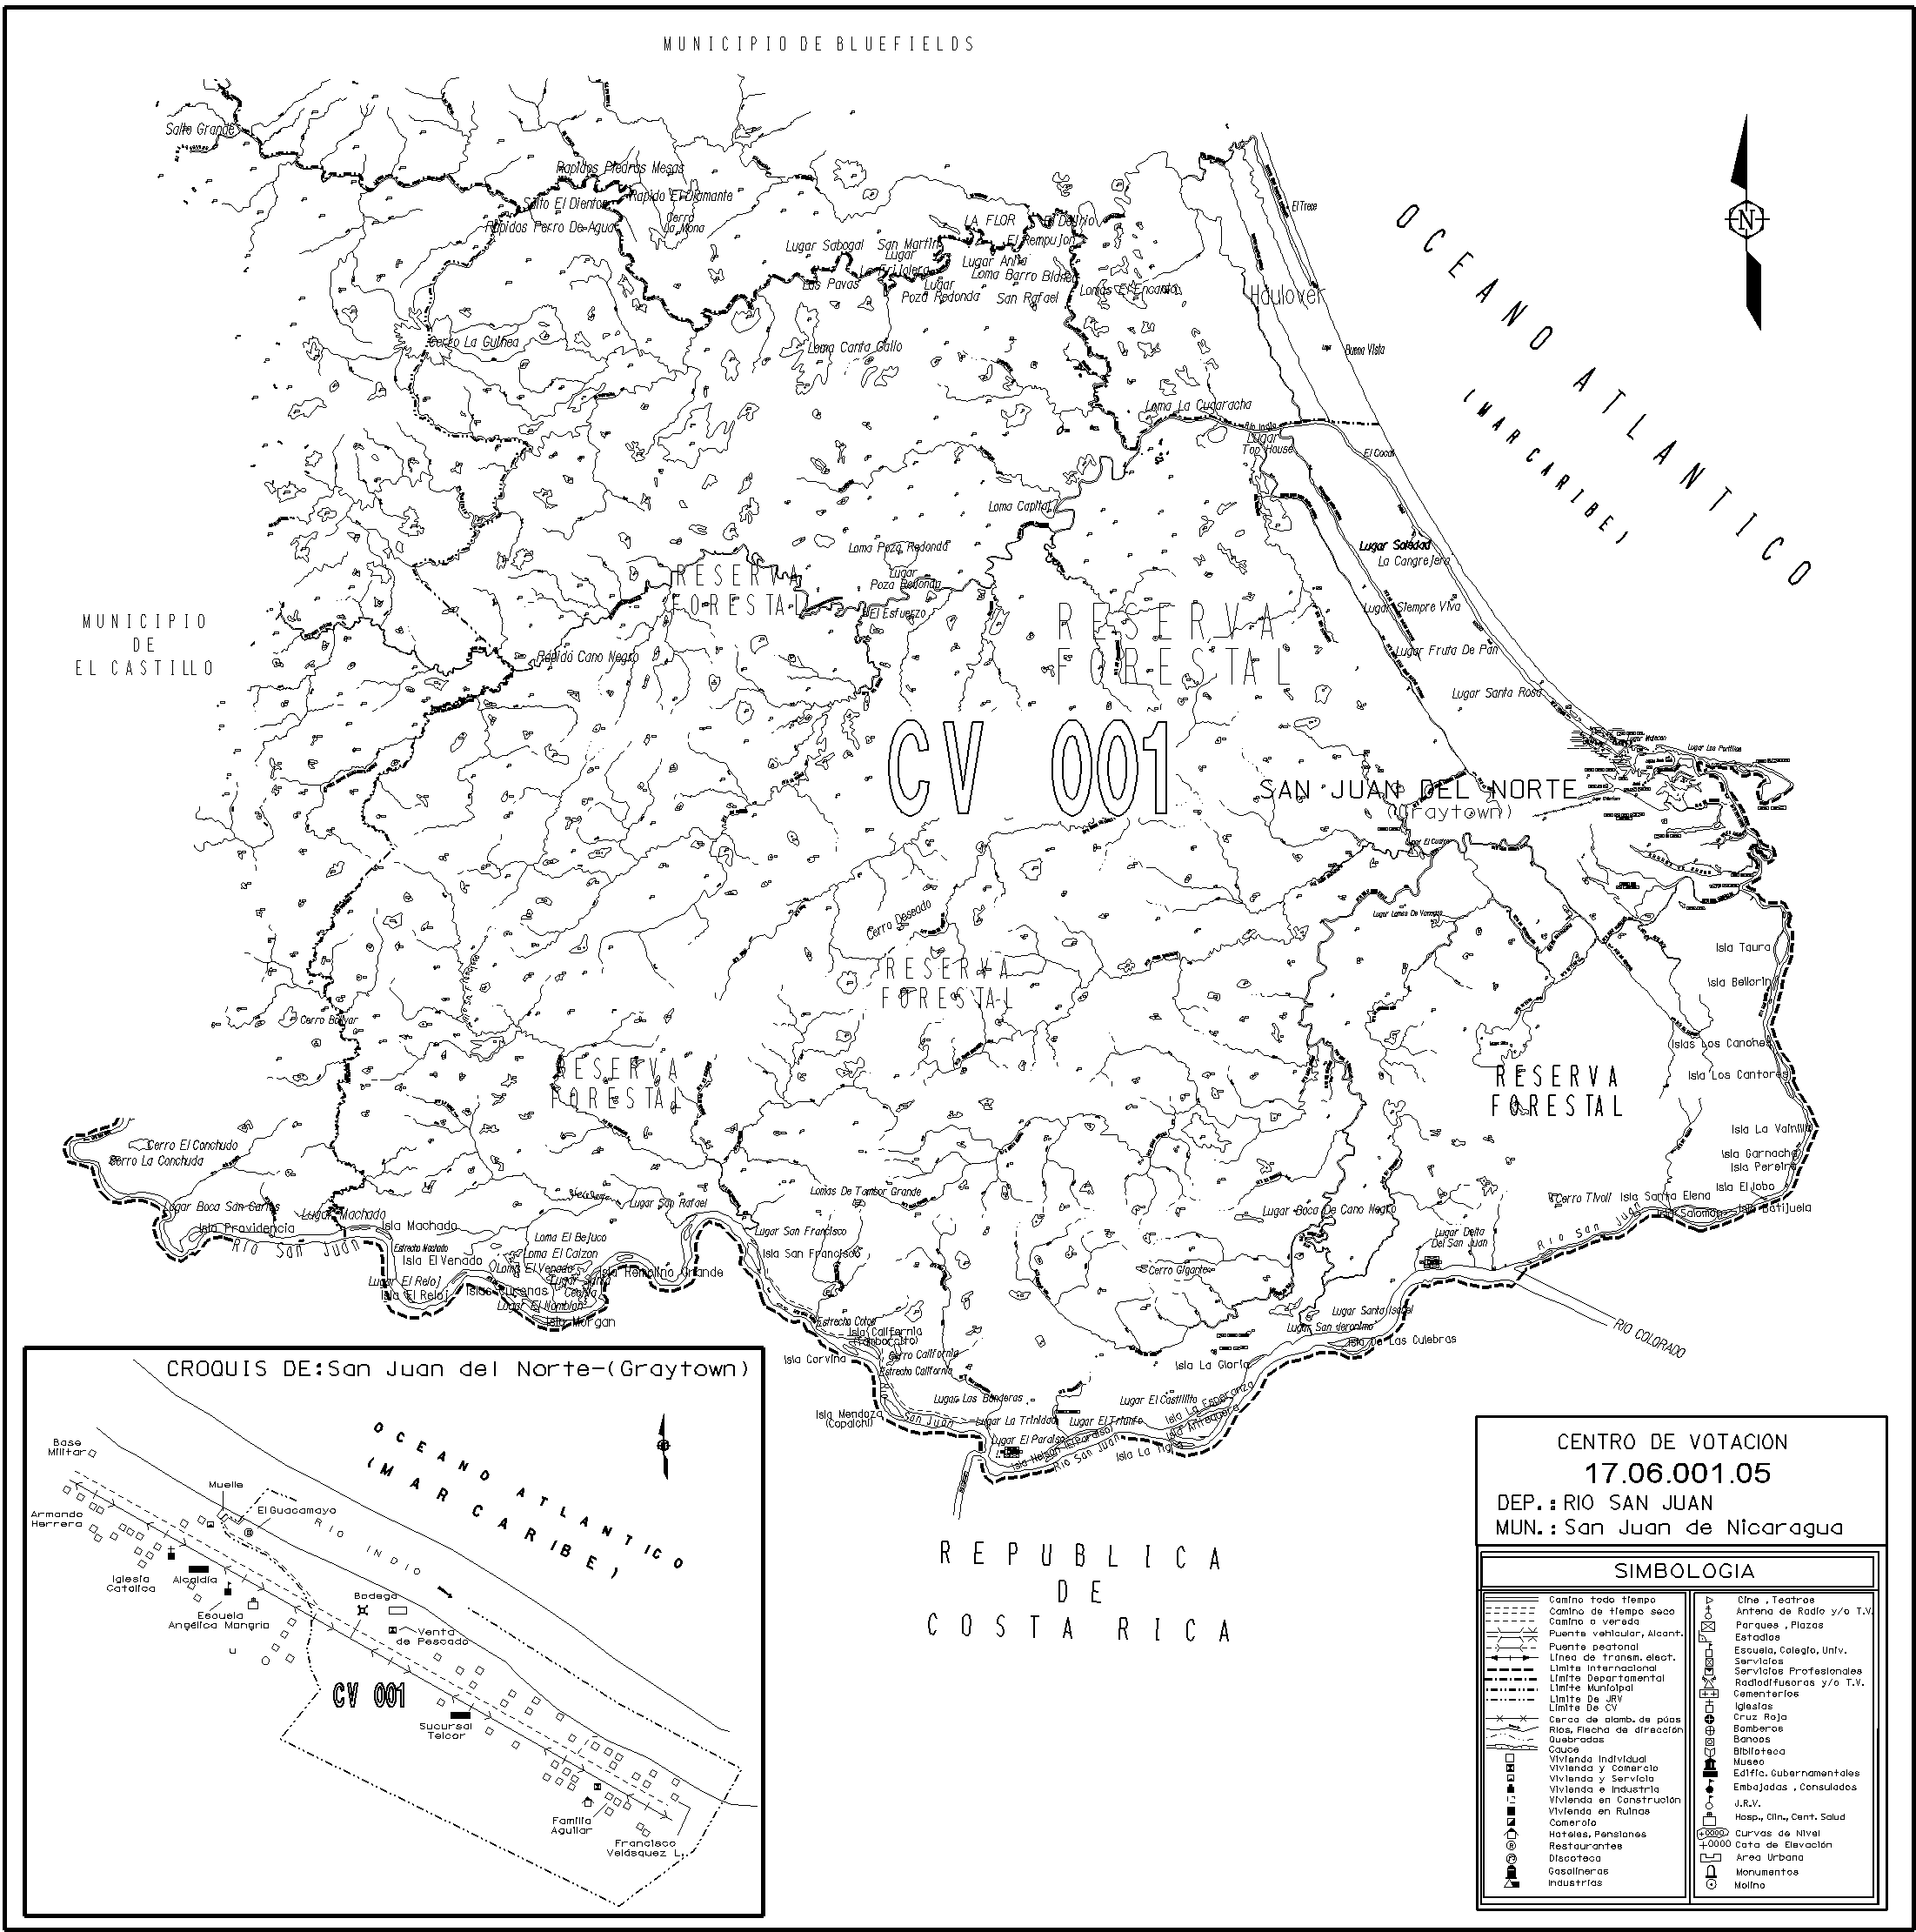 MUNICIPIO DE BLUEFIELDS
Salto Grande
Rapidos Piedras Mesas
Rapido El Diamante
Salto El Dienton
Cerro
La Mona
Rapidos Perro De Agua
LA FLOR
El Delirio
El Rempujon
Lugar Sabogal
San Martin
Lugar
Lugar Anita
Loma Barro Blanco
Las Pavas
Lugar
Poza Redonda
San Rafael
Lomas El Encanto
El Trece
Haulover
OCEANO ATLANTICO
(MAR CARIBE)
Cerro La Guinea
Loma Canta Gallo
Buena Vista
Loma La Cucaracha
Lugar
Top House
El Cocal
Loma Capital
Loma Poza Redonda
Lugar
Poza Redonda
El Esfuerzo
Lugar Soledad
La Cangrejera
RESERVA
FORESTAL
RESERVA
FORESTAL
Lugar Siempre Viva
Lugar Fruta De Pan
Lugar Santa Rosa
MUNICIPIO
DE
EL CASTILLO
Rapido Cano Negro
CV 001
SAN JUAN DEL NORTE
(Graytown)
Cerro Deseado
RESERVA
FORESTAL
Isla Taura
Isla Bellorin
Cerro Bolivar
Islas Los Canches
Isla Los Cantores
RESERVA
FORESTAL
RESERVA
FORESTAL
Isla La Vainilla
Isla Garnacha
Isla Pereira
Isla El Jobo
Cerro El Conchudo
Cerro La Conchuda
Lugar Boca San Carlos
Isla Providencia
Lugar Machado
Isla Machado
RIO San Juan
Estrecho Machado
Isla El Venado
Loma El Bejuco
Loma El Calzon
Loma El Venado
Lugar San Rafael
Lomas De Tambor Grande
Lugar San Francisco
Isla San Francisco
Isla Remolino Grande
Lugar El Reloj
Isla El Reloj
Isla Morgan
Lugar Boca De Cano Negro
Cerro Tivoli
Isla Santa Elena
Isla Batijuela
Lugar Delta
Del San Juan
Rio San Juan
Cerro Gigante
Lugar Santa Isabel
Lugar San Jeronimo
Isla De Las Culebras
RIO COLORADO
Isla California
Cerro California
Estrecho California
Isla Corvina
Isla La Gloria
Isla Mendoza
(Copalchi)
San Juan
Lugar Las Banderas
Lugar La Trinidad
Lugar El Paraiso
Lugar El Triunfo
Lugar El Castillito
Isla La Esperanza
Rio San Juan
Isla La Tigra
REPUBLICA
DE
COSTA RICA
CROQUIS DE:San Juan del Norte-(Graytown)
OCEANO ATLANTICO
(MAR CARIBE)
Base
Militar
Armando
Herrera
Muelle
El Guacamayo
RIO INDIO
Iglesia
Catolica
Alcaldia
Escuela
Angélica Mangria
Bodega
Venta
de Pescado
CV 001
Sucursal
Telcor
Familia
Aguilar
Francisco
Velásquez L.
CENTRO DE VOTACION
17.06.001.05
DEP.: RIO SAN JUAN
MUN.: San Juan de Nicaragua
SIMBOLOGIA
Camino todo tiempo
Camino de tiempo seco
Camino o vereda
Puente vehicular, Alcant.
Puente peatonal
Linea de transm. elect.
Limite Internacional
Limite Departamental
Limite Municipal
Limite De JRV
Limite De CV
Cerca de alamb. de púas
Rios, Flecha de dirección
Quebradas
Cauce
Vivienda Individual
Vivienda y Comercio
Vivienda y Servicio
Vivienda e Industria
Vivienda en Construción
Vivienda en Ruinas
Comercio
Hoteles, Pensiones
Restaurantes
Discoteca
Gasolineras
Industrias
Cine , Teatros
Antena de Radio y/o T.V.
Parques , Plazas
Estadios
Escuela, Colegio, Univ.
Servicios
Servicios Profesionales
Radiodifusoras y/o T.V.
Cementerios
Iglesias
Cruz Roja
Bomberos
Bancos
Biblioteca
Museo
Edific. Gubernamentales
Embajadas , Consulados
J.R.V.
Hosp., Clin., Cent. Salud
Curvas de Nivel
+0000 Cota de Elevación
Area Urbana
Monumentos
Molino